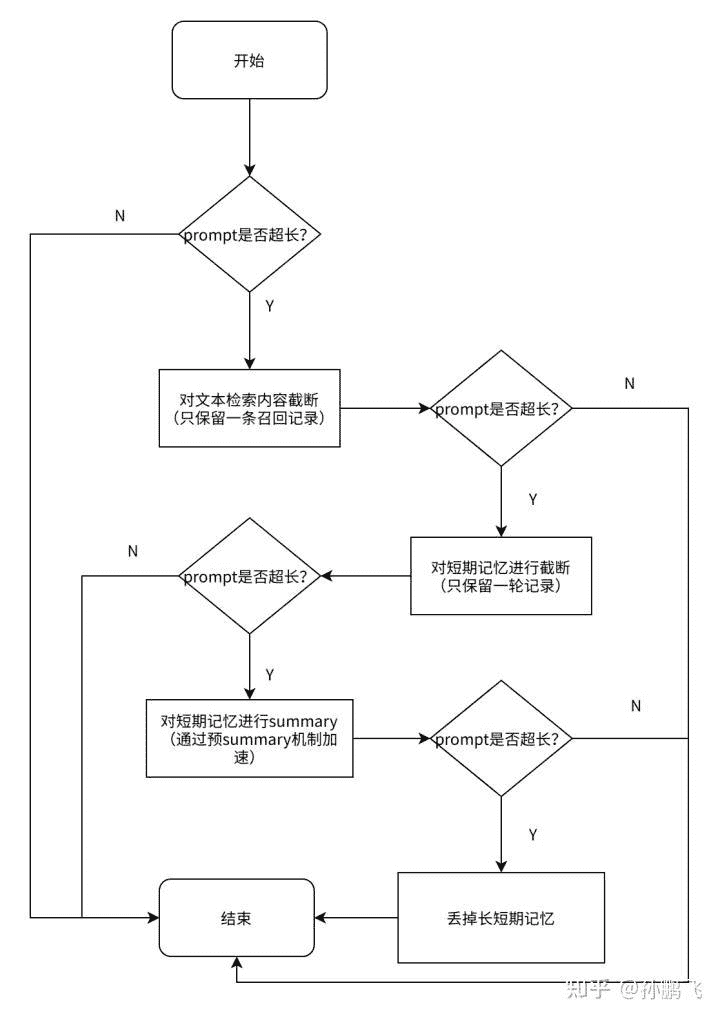 开始
N
prompt是否超长?
Y
对文本检索内容截断
（只保留一条召回记录）
prompt是否超长?
N
Y
对短期记忆进行截断
（只保留一轮记录）
N
prompt是否超长?
Y
对短期记忆进行summary
（通过预summary机制加
速）
prompt是否超长?
N
Y
丢掉长短期记忆
结束
知乎 @孙鹏飞